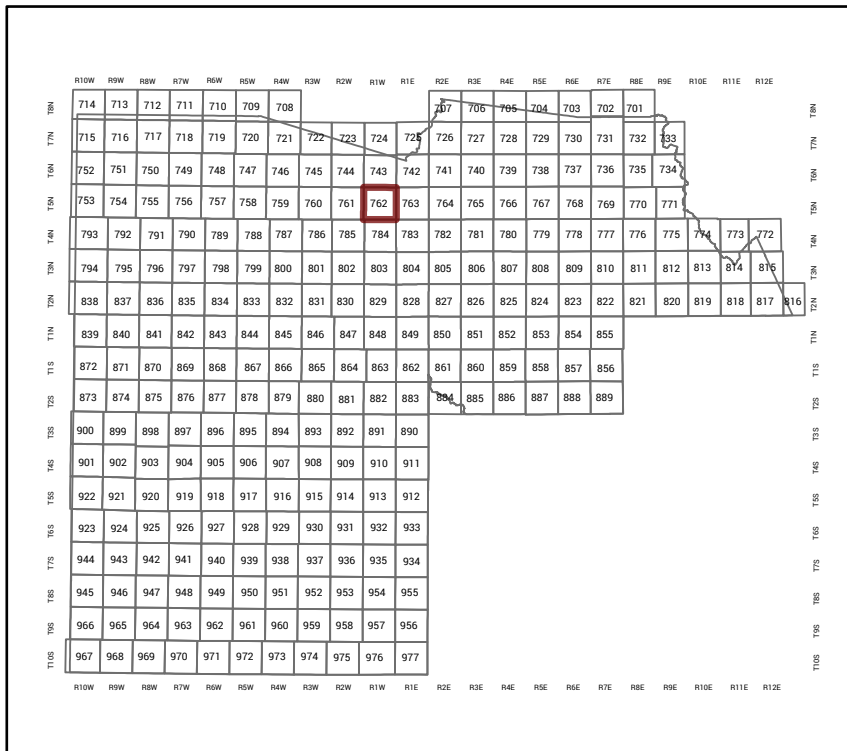 R10W R9W R8W R7W R6W R5W R4W R3W R2W R1W R1E R2E R3E R4E R5E R6E R7E R8E R9E R10E R11E R12E
T8N 714 713 712 711 710 709 708 707 706 705 704 703 702 701 T8N
T7N 715 716 717 718 719 720 721 722 723 724 725 726 727 728 729 730 731 732 733 T7N
T6N 752 751 750 749 748 747 746 745 744 743 742 741 740 739 738 737 736 735 734 T6N
T5N 753 754 755 756 757 758 759 760 761 762 763 764 765 766 767 768 769 770 771 T5N
T4N 793 792 791 790 789 788 787 786 785 784 783 782 781 780 779 778 777 776 775 774 773 772 T4N
T3N 794 795 796 797 798 799 800 801 802 803 804 805 806 807 808 809 810 811 812 813 814 815 T3N
T2N 838 837 836 835 834 833 832 831 830 829 828 827 826 825 824 823 822 821 820 819 818 817 816 T2N
T1N 839 840 841 842 843 844 845 846 847 848 849 850 851 852 853 854 855 T1N
T1S 872 871 870 869 868 867 866 865 864 863 862 861 860 859 858 857 856 T1S
T2S 873 874 875 876 877 878 879 880 881 882 883 884 885 886 887 888 889 T2S
T3S 900 899 898 897 896 895 894 893 892 891 890 T3S
T4S 901 902 903 904 905 906 907 908 909 910 911 T4S
T5S 922 921 920 919 918 917 916 915 914 913 912 T5S
T6S 923 924 925 926 927 928 929 930 931 932 933 T6S
T7S 944 943 942 941 940 939 938 937 936 935 934 T7S
T8S 945 946 947 948 949 950 951 952 953 954 955 T8S
T9S 966 965 964 963 962 961 960 959 958 957 956 T9S
T10S 967 968 969 970 971 972 973 974 975 976 977 T10S
R10W R9W R8W R7W R6W R5W R4W R3W R2W R1W R1E R2E R3E R4E R5E R6E R7E R8E R9E R10E R11E R12E